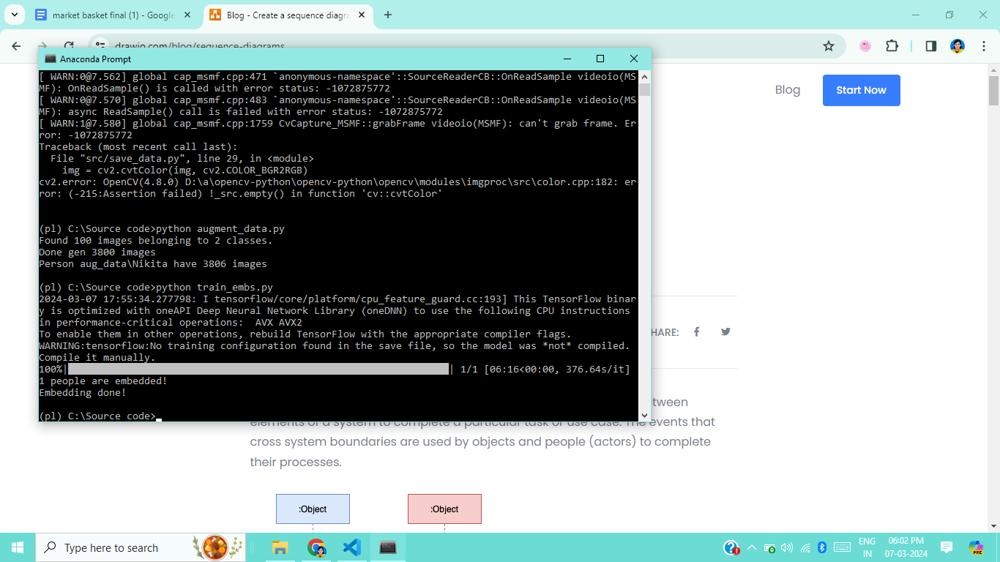 market basket final (1) - Google
Blog - Create a sequence diagra
drawio.com/blog/sequence-diagrams
Anaconda Prompt
[ WARN:0@7.562] global cap_msmf.cpp:471 `anonymous-namespace'::SourceReaderCB::OnReadSample videoio(MS
MF): OnReadSample() is called with error status: -1072875772
[ WARN:0@7.570] global cap_msmf.cpp:483 `anonymous-namespace'::SourceReaderCB::OnReadSample videoio(MS
MF): async ReadSample() call is failed with error status: -1072875772
[ WARN:1@7.580] global cap_msmf.cpp:1759 CvCapture_MSMF::grabFrame videoio(MSMF): can't grab frame. Er
ror: -1072875772
Traceback (most recent call last):
File "src/save_data.py", line 29, in <module>
img = cv2.cvtColor(img, cv2.COLOR_BGR2RGB)
cv2.error: OpenCV(4.8.0) D:\a\opencv-python\opencv-python\opencv\modules\imgproc\src\color.cpp:182: er
ror: (-215:Assertion failed) !_src.empty() in function 'cv::cvtColor'
(pl) C:\Source code>python augment_data.py
Found 100 images belonging to 2 classes.
Done gen 3800 images
Person aug_data\Nikita have 3806 images
(pl) C:\Source code>python train_embs.py
2024-03-07 17:55:34.277798: I tensorflow/core/platform/cpu_feature_guard.cc:193] This TensorFlow binar
y is optimized with oneAPI Deep Neural Network Library (oneDNN) to use the following CPU instructions
in performance-critical operations:  AVX AVX2
To enable them in other operations, rebuild TensorFlow with the appropriate compiler flags.
WARNING:tensorflow:No training configuration found in the save file, so the model was *not* compiled.
Compile it manually.
100%| | 1/1 [06:16<00:00, 376.64s/it]
1 people are embedded!
Embedding done!
(pl) C:\Source code>
Blog
Start Now
HARE:
etween
elements of a system to complete a particular task or use case. The events that
cross system boundaries are used by objects and people (actors) to complete
their processes.
:Object
:Object
Type here to search
ENG
IN
06:02 PM
07-03-2024
PRE